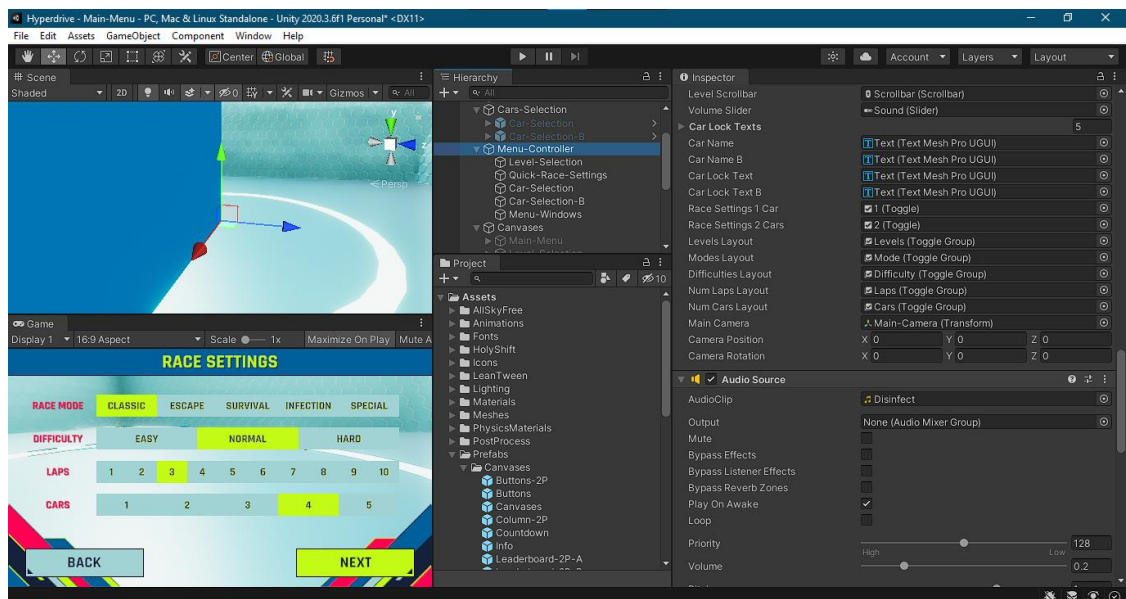 Hyperdrive - Main-Menu - PC, Mac & Linux Standalone - Unity 2020.3.6f1 Personal* <DX11>
File Edit Assets GameObject Component Window Help
Center Global Account Layers Layout
# Scene
Shaded 2D 0 Gizmos All
y
z
Persp
Game
Display 1 16:9 Aspect Scale 1x Maximize On Play Mute A
RACE SETTINGS
RACE MODE CLASSIC ESCAPE SURVIVAL INFECTION SPECIAL
DIFFICULTY EASY NORMAL HARD
LAPS 1 2 3 4 5 6 7 8 9 10
CARS 1 2 3 4 5
BACK NEXT
Hierarchy
All
Cars-Selection
Car-Selection
Car-Selection-B
Menu-Controller
Level-Selection
Quick-Race-Settings
Car-Selection
Car-Selection-B
Menu-Windows
Canvases
Main-Menu
Project
10
Assets
AllSkyFree
Animations
Fonts
HolyShift
Icons
LeanTween
Lighting
Materials
Meshes
PhysicsMaterials
PostProcess
Prefabs
Canvases
Buttons-2P
Buttons
Canvases
Column-2P
Countdown
Info
Leaderboard-2P-A
Inspector
Level Scrollbar Scrollbar (Scrollbar)
Volume Slider Sound (Slider)
Car Lock Texts 5
Car Name Text (Text Mesh Pro UGUI)
Car Name B Text (Text Mesh Pro UGUI)
Car Lock Text Text (Text Mesh Pro UGUI)
Car Lock Text B Text (Text Mesh Pro UGUI)
Race Settings 1 Car 1 (Toggle)
Race Settings 2 Cars 2 (Toggle)
Levels Layout Levels (Toggle Group)
Modes Layout Mode (Toggle Group)
Difficulties Layout Difficulty (Toggle Group)
Num Laps Layout Laps (Toggle Group)
Num Cars Layout Cars (Toggle Group)
Main Camera Main-Camera (Transform)
Camera Position X 0 Y 0 Z 0
Camera Rotation X 0 Y 0 Z 0
Audio Source
AudioClip Disinfect
Output None (Audio Mixer Group)
Mute
Bypass Effects
Bypass Listener Effects
Bypass Reverb Zones
Play On Awake
Loop
Priority 128
High Low
Volume 0.2